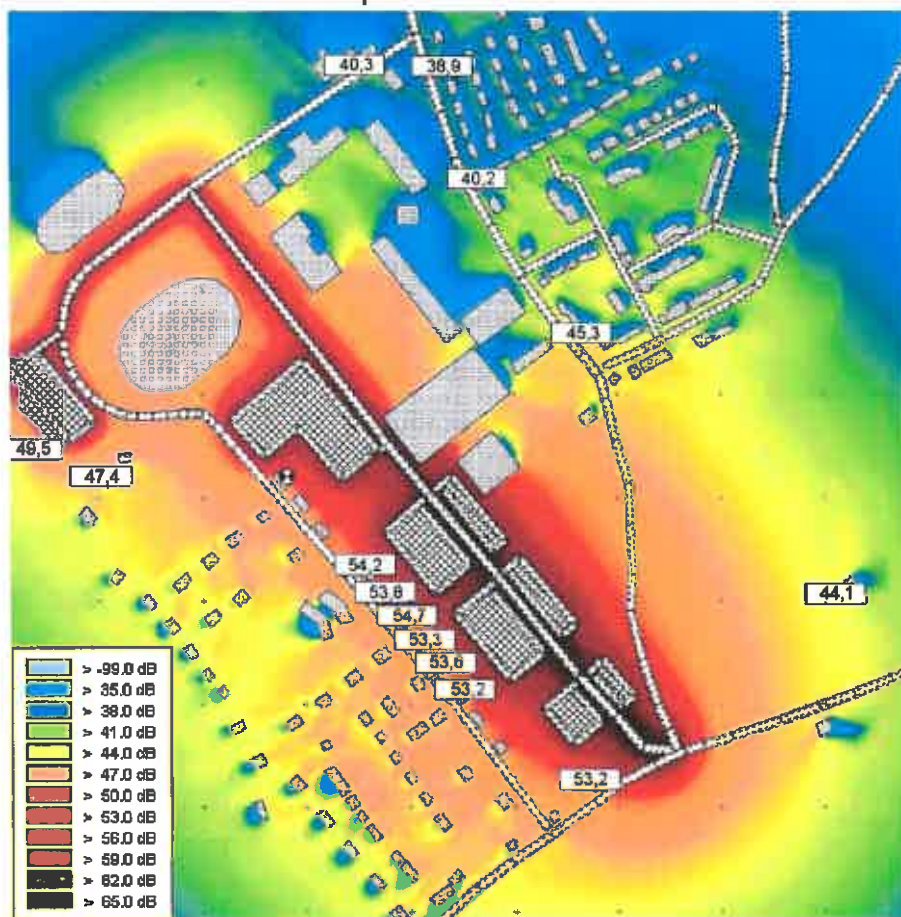 40,3
38,9
40,2
45,3
49,5
47,4
54,2
53,8
54,7
53,3
53,6
53,2
44,1
53,2
> -99.0 dB
> 35.0 dB
> 38.0 dB
> 41.0 dB
> 44.0 dB
> 47.0 dB
> 50.0 dB
> 53.0 dB
> 56.0 dB
> 59.0 dB
> 62.0 dB
> 65.0 dB